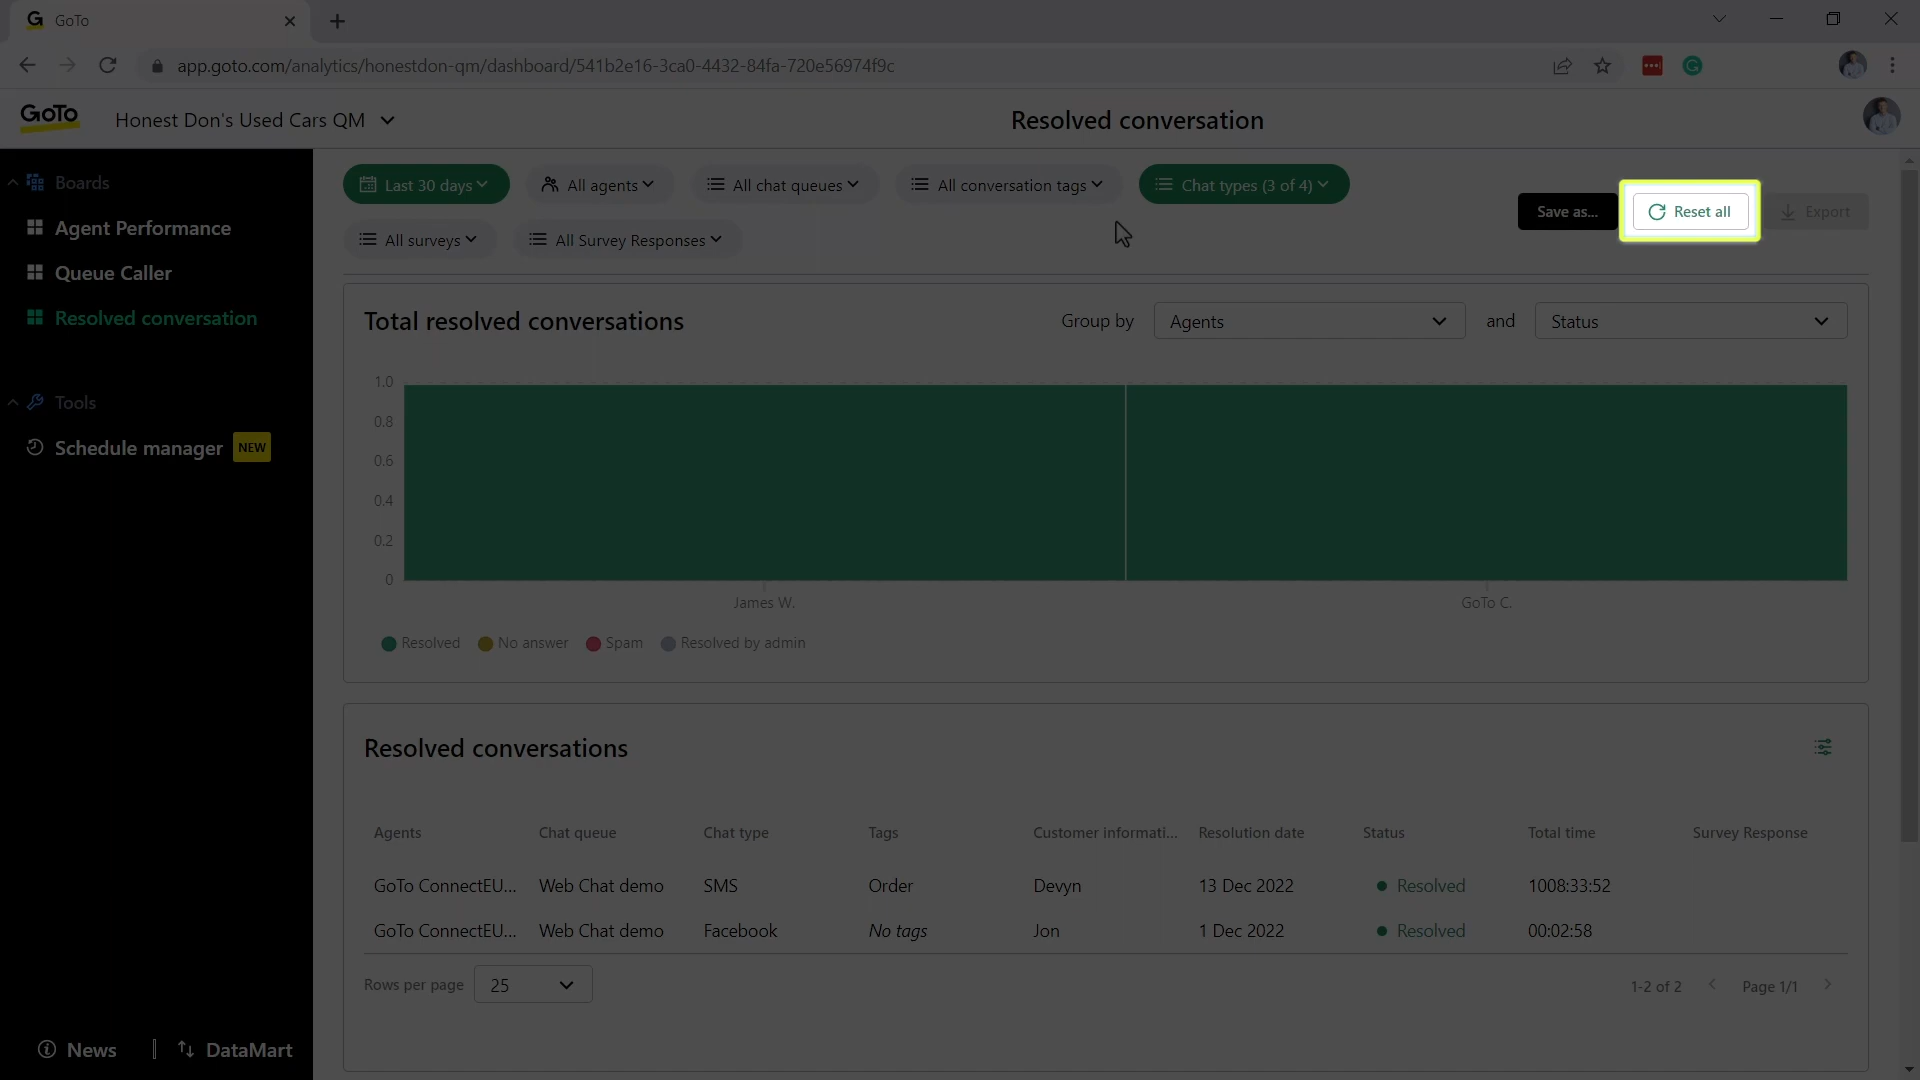 GoTo
app.goto.com/analytics/honestdon-qm/dashboard/541b2e16-3ca0-4432-84fa-720e56974f9c
GoTo
Honest Don's Used Cars QM
Resolved conversation
Boards
Agent Performance
Queue Caller
Resolved conversation
Tools
Schedule manager NEW
News
DataMart
Last 30 days
All agents
All chat queues
All conversation tags
Chat types (3 of 4)
All surveys
All Survey Responses
Save as...
Reset all
Export
Total resolved conversations
Group by Agents and Status
1.0
0.8
0.6
0.4
0.2
0
James W. GoTo C.
Resolved No answer Spam Resolved by admin
Resolved conversations
Agents Chat queue Chat type Tags Customer informati... Resolution date Status Total time Survey Response
GoTo ConnectEU... Web Chat demo SMS Order Devyn 13 Dec 2022 Resolved 1008:33:52
GoTo ConnectEU... Web Chat demo Facebook No tags Jon 1 Dec 2022 Resolved 00:02:58
Rows per page 25 1-2 of 2 Page 1/1